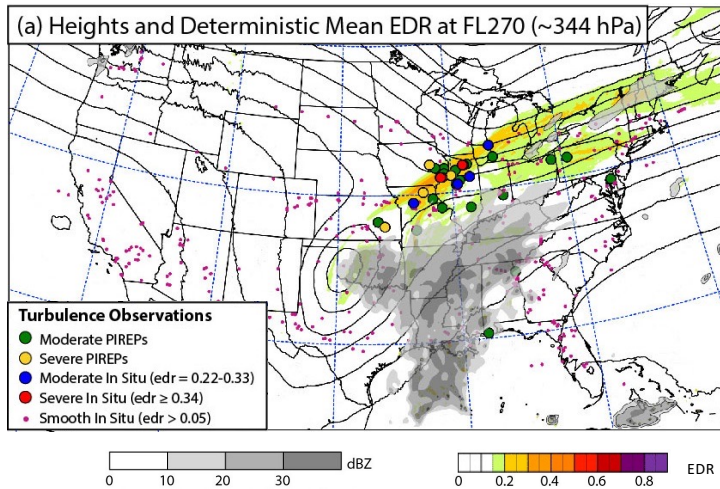 (a) Heights and Deterministic Mean EDR at FL270 (~344 hPa)
Turbulence Observations
Moderate PIREPs
Severe PIREPs
Moderate In Situ (edr = 0.22-0.33)
Severe In Situ (edr ≥ 0.34)
Smooth In Situ (edr > 0.05)
dBZ
0 10 20 30
EDR
0 0.2 0.4 0.6 0.8